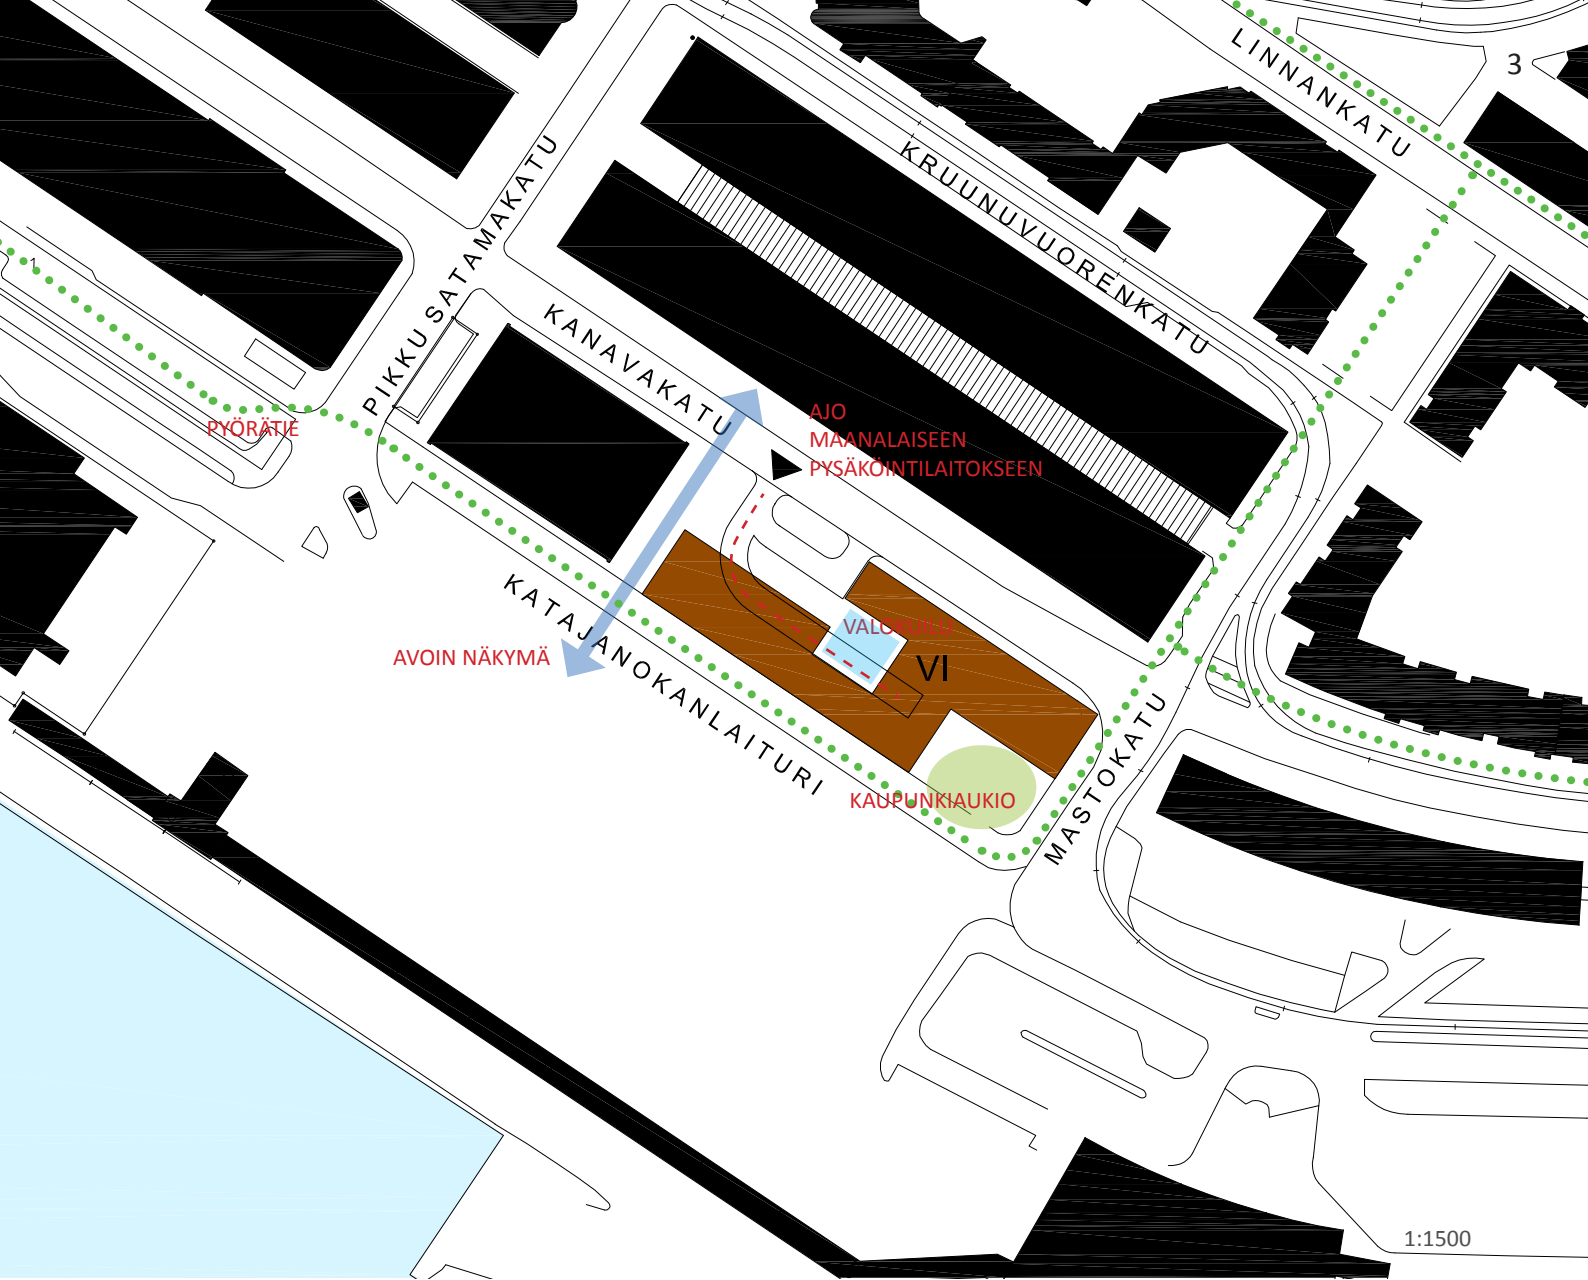 LINNANKATU
3
KRUUNUVUORENKATU
PIKKU SATAMAKATU
1
KANAVAKATU
PYÖRÄTIE
AJO
MAANALAISEEN
PYSÄKÖINTILAITOKSEEN
KATAJANOKANLAITURI
VALOKUILU
AVOIN NÄKYMÄ
VI
MASTOKATU
KAUPUNKIAUKIO
1:1500